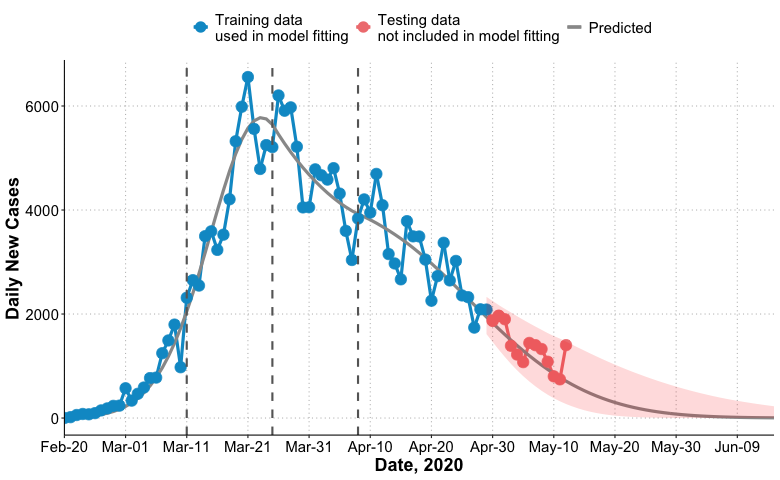 Training data
used in model fitting
Testing data
not included in model fitting
Predicted
Daily New Cases
6000
4000
2000
0
Feb-20 Mar-01 Mar-11 Mar-21 Mar-31 Apr-10 Apr-20 Apr-30 May-10 May-20 May-30 Jun-09
Date, 2020